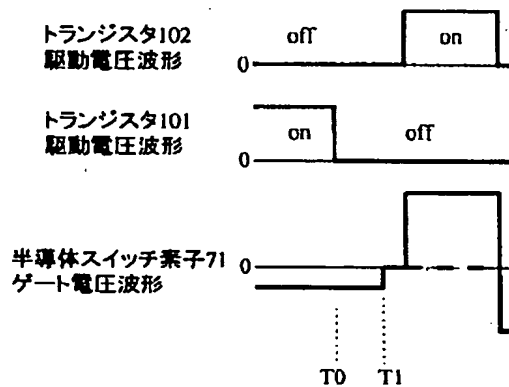 トランジスタ102
駆動電圧波形
0
off
on
トランジスタ101
駆動電圧波形
0
on
off
半導体スイッチ素子71
ゲート電圧波形
0
T0
T1